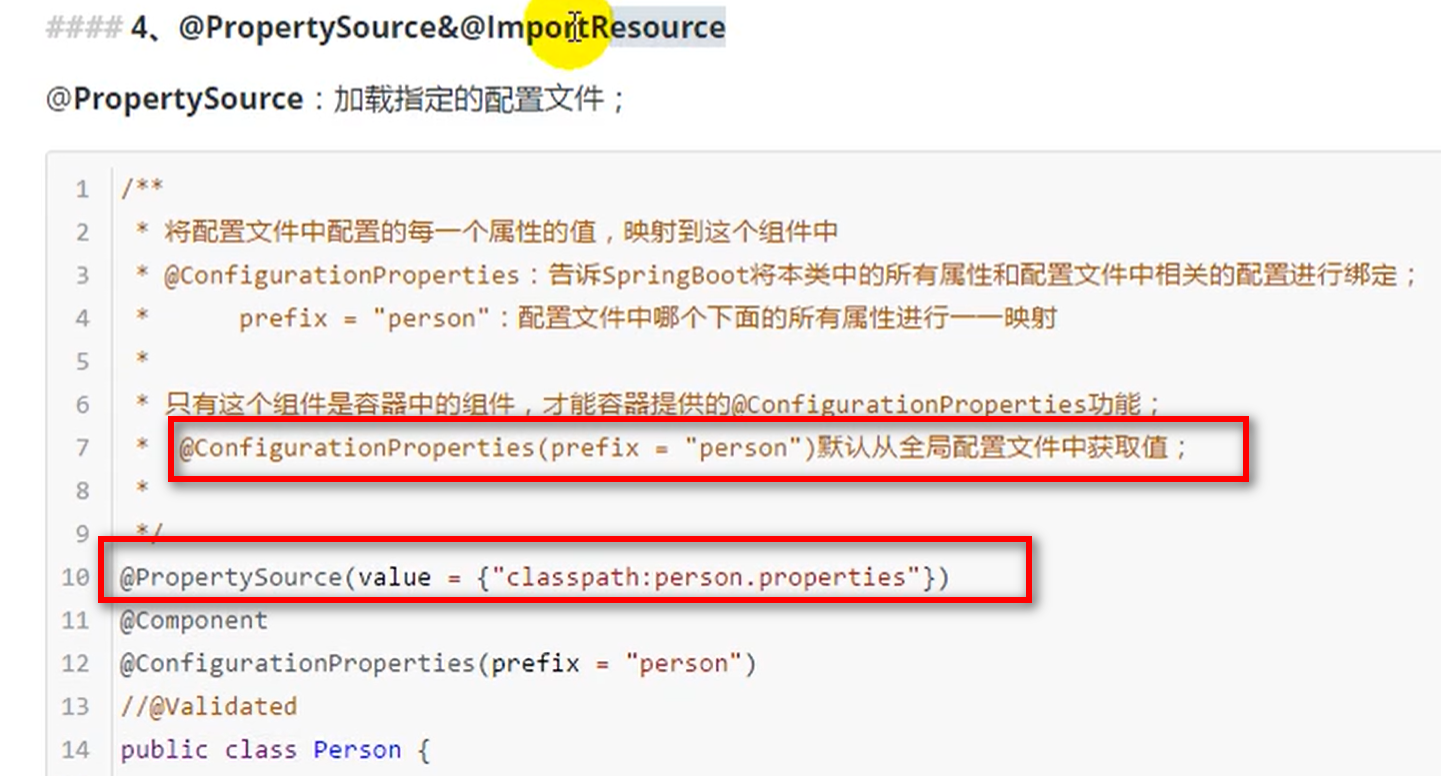 #### 4、@PropertySource&@ImportResource
@PropertySource：加载指定的配置文件；
1 /**
2  * 将配置文件中配置的每一个属性的值，映射到这个组件中
3  * @ConfigurationProperties：告诉SpringBoot将本类中的所有属性和配置文件中相关的配置进行绑定；
4  *      prefix = "person"：配置文件中哪个下面的所有属性进行一一映射
5  *
6  * 只有这个组件是容器中的组件，才能容器提供的@ConfigurationProperties功能；
7  *  @ConfigurationProperties(prefix = "person")默认从全局配置文件中获取值；
8  *
9  */
10 @PropertySource(value = {"classpath:person.properties"})
11 @Component
12 @ConfigurationProperties(prefix = "person")
13 //@Validated
14 public class Person {